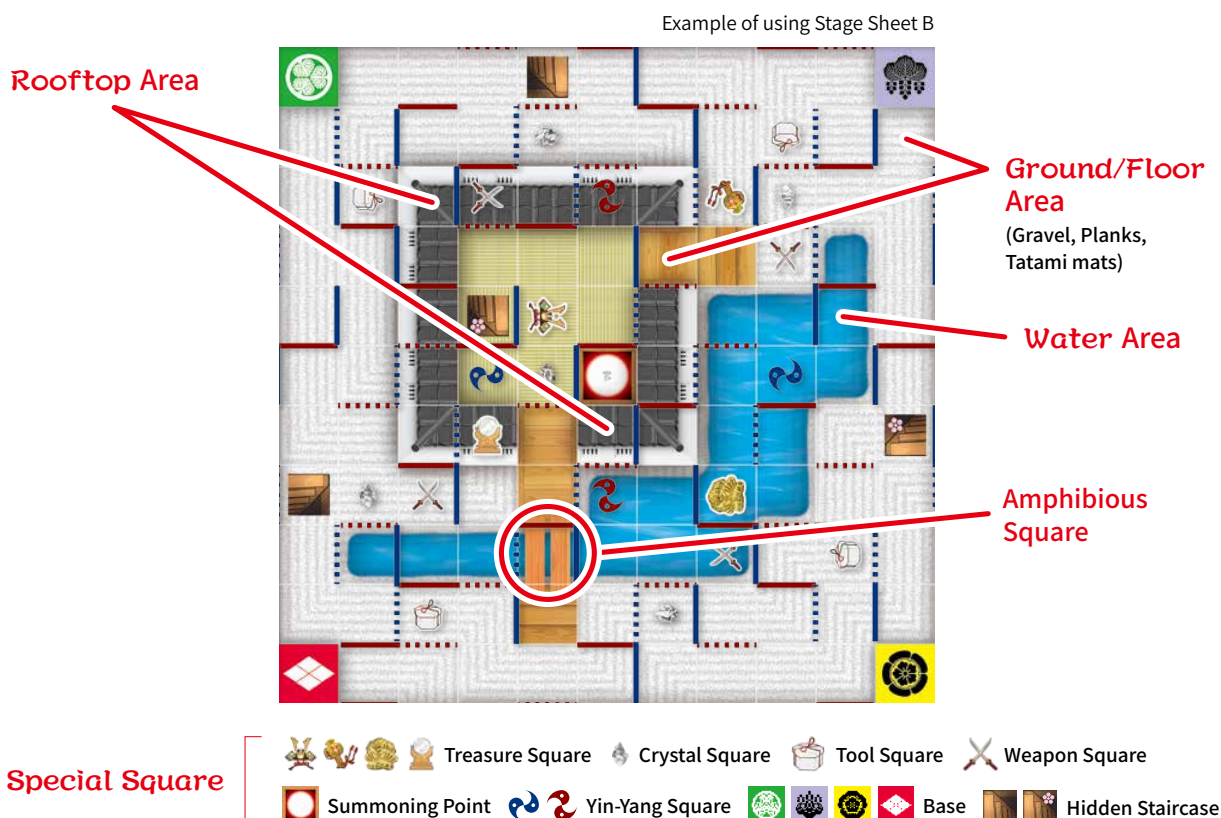 Example of using Stage Sheet B
Rooftop Area
Ground/Floor
Area
(Gravel, Planks,
Tatami mats)
Water Area
Amphibious
Square
Special Square
Treasure Square
Crystal Square
Tool Square
Weapon Square
Summoning Point
Yin-Yang Square
Base
Hidden Staircase